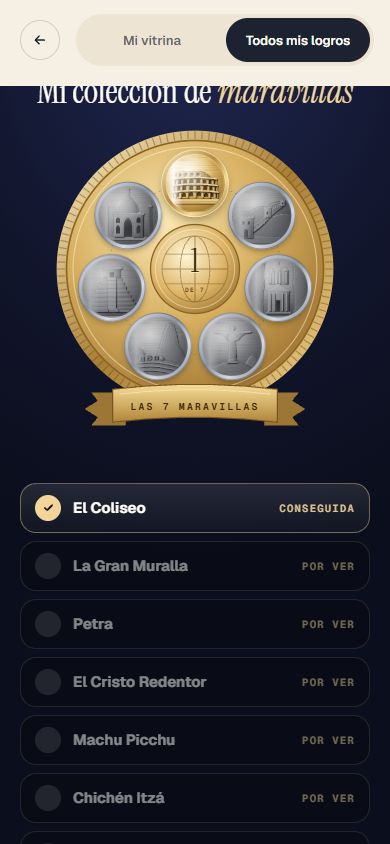 Mi vitrina
Todos mis logros
Mi colección de maravillas
1
DE 7
LAS 7 MARAVILLAS
El Coliseo
CONSEGUIDA
La Gran Muralla
POR VER
Petra
POR VER
El Cristo Redentor
POR VER
Machu Picchu
POR VER
Chichén Itzá
POR VER